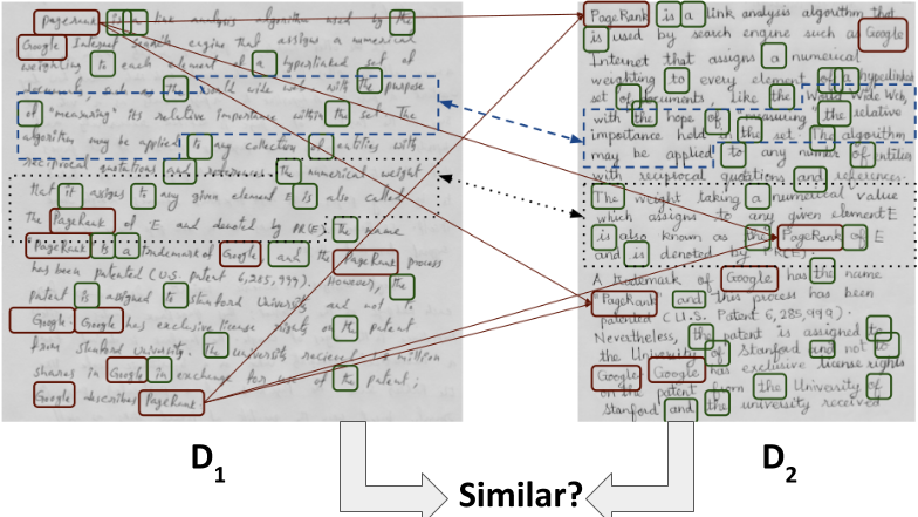 PageRank is a link analysis algorithm used by the
Google Internet search engine that assigns a numerical
weighting to each element of a hyperlinked set of
documents, such as the world wide web with the purpose
of "measuring" its relative importance within the set. The
algorithm may be applied to any collection of entities with
reciprocal quotations and references. the numerical weight
that it assigns to any given element E is also called
the PageRank of E and denoted by PR(E). The name
PageRank is a Trademark of Google and the PageRank process
has been patented (U.S. patent 6,285,999). However, the
patent is assigned to stanford University and not to
Google. Google has exclusive license rights on the patent
from stanford university. The university recieved 1.8 million
shares in Google in exchange for use of the patent;
Google describes PageRank.
PageRank is a link analysis algorithm that
is used by search engine such as Google
Internet that assigns a numerical
weighting to every element of a hyperlinked
set of documents, like the World Wide Web,
with the hope of measuring the relative
importance held in the set. The algorithm
may be applied to any number of entities
with reciprocal quotations and references.
The weight taking a numerical value
which assigns to any given element E
is also known as the PageRank of E
and is denoted by PR(E).
A trademark of Google has the name
"PageRank" and this process has been
patented (U.S. Patent 6,285,999).
Nevertheless, the patent is assigned to
the University of Stanford and not to
Google. Google has exclusive license rights
on the patent from the University of
Stanford and the university received
D1
D2
Similar?